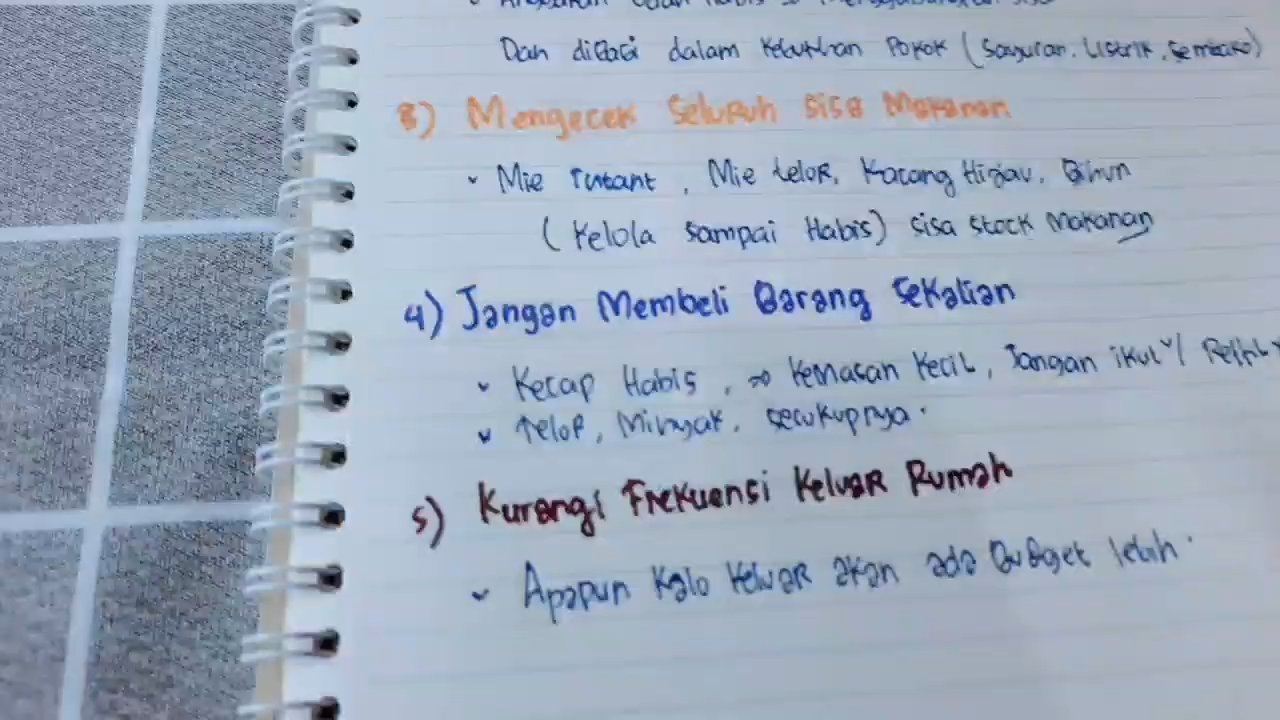 Dan dibagi dalam kebutuhan Pokok (Sayuran, Listrik, Sembako)
3) Mengecek Seluruh Sisa Makanan
Mie Instant, Mie telor, Kacang Hijau, Bihun
(Kelola sampai Habis) sisa stock makanan
4) Jangan Membeli Barang Sekalian
Kecap Habis, => Kemasan Kecil, Jangan ikut"/
Telor, Minyak, secukupnya.
5) Kurangi Frekuensi Keluar Rumah
Apapun Kalo Keluar akan ada Budget lebih.